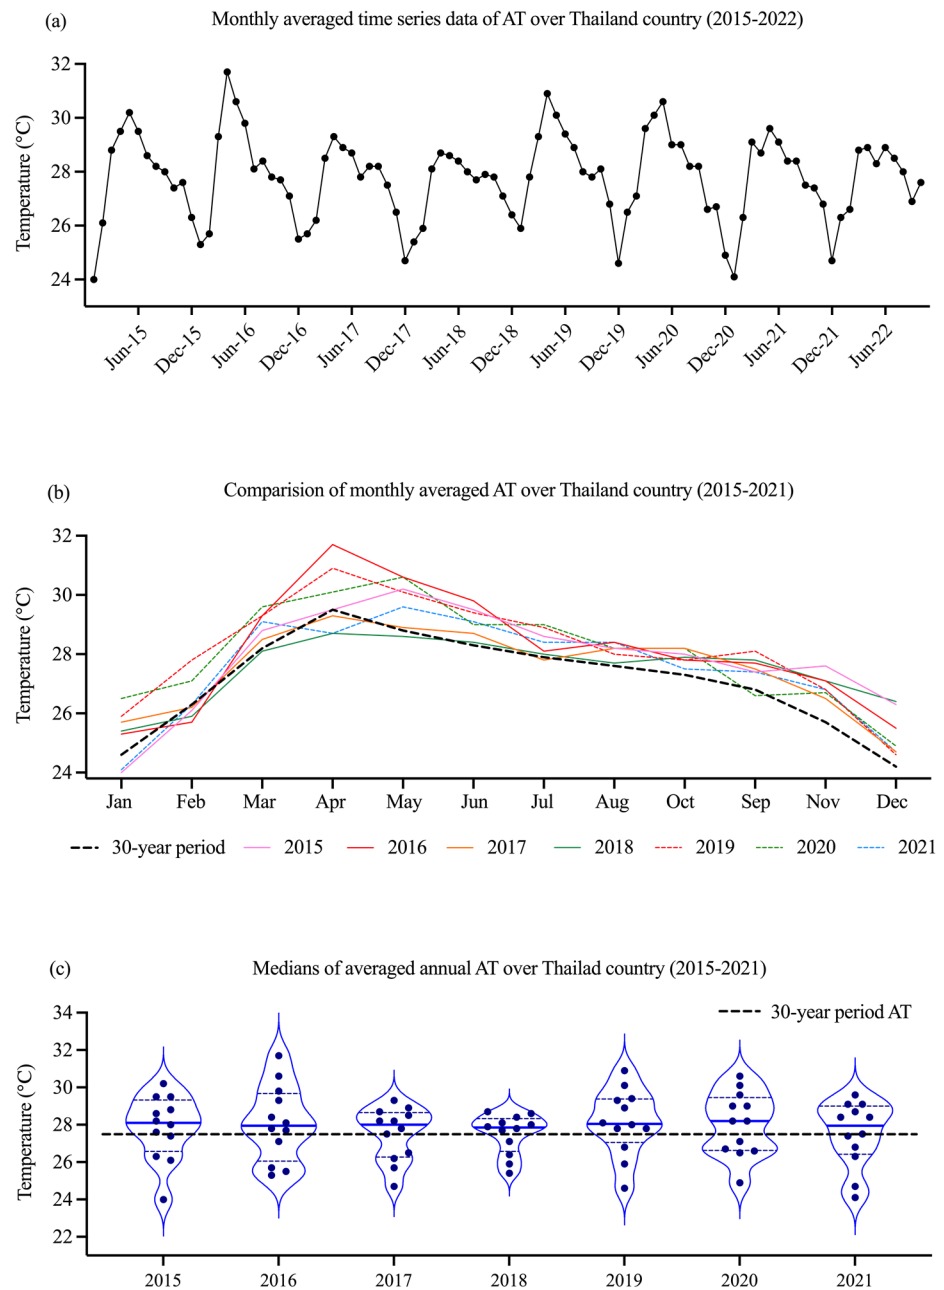 (a) Monthly averaged time series data of AT over Thailand country (2015-2022)
Temperature (°C)
32
30
28
26
24
Jun-15 Dec-15 Jun-16 Dec-16 Jun-17 Dec-17 Jun-18 Dec-18 Jun-19 Dec-19 Jun-20 Dec-20 Jun-21 Dec-21 Jun-22
(b) Comparision of monthly averaged AT over Thailand country (2015-2021)
Temperature (°C)
32
30
28
26
24
Jan Feb Mar Apr May Jun Jul Aug Oct Sep Nov Dec
30-year period 2015 2016 2017 2018 2019 2020 2021
(c) Medians of averaged annual AT over Thailad country (2015-2021)
30-year period AT
Temperature (°C)
34
32
30
28
26
24
22
2015 2016 2017 2018 2019 2020 2021